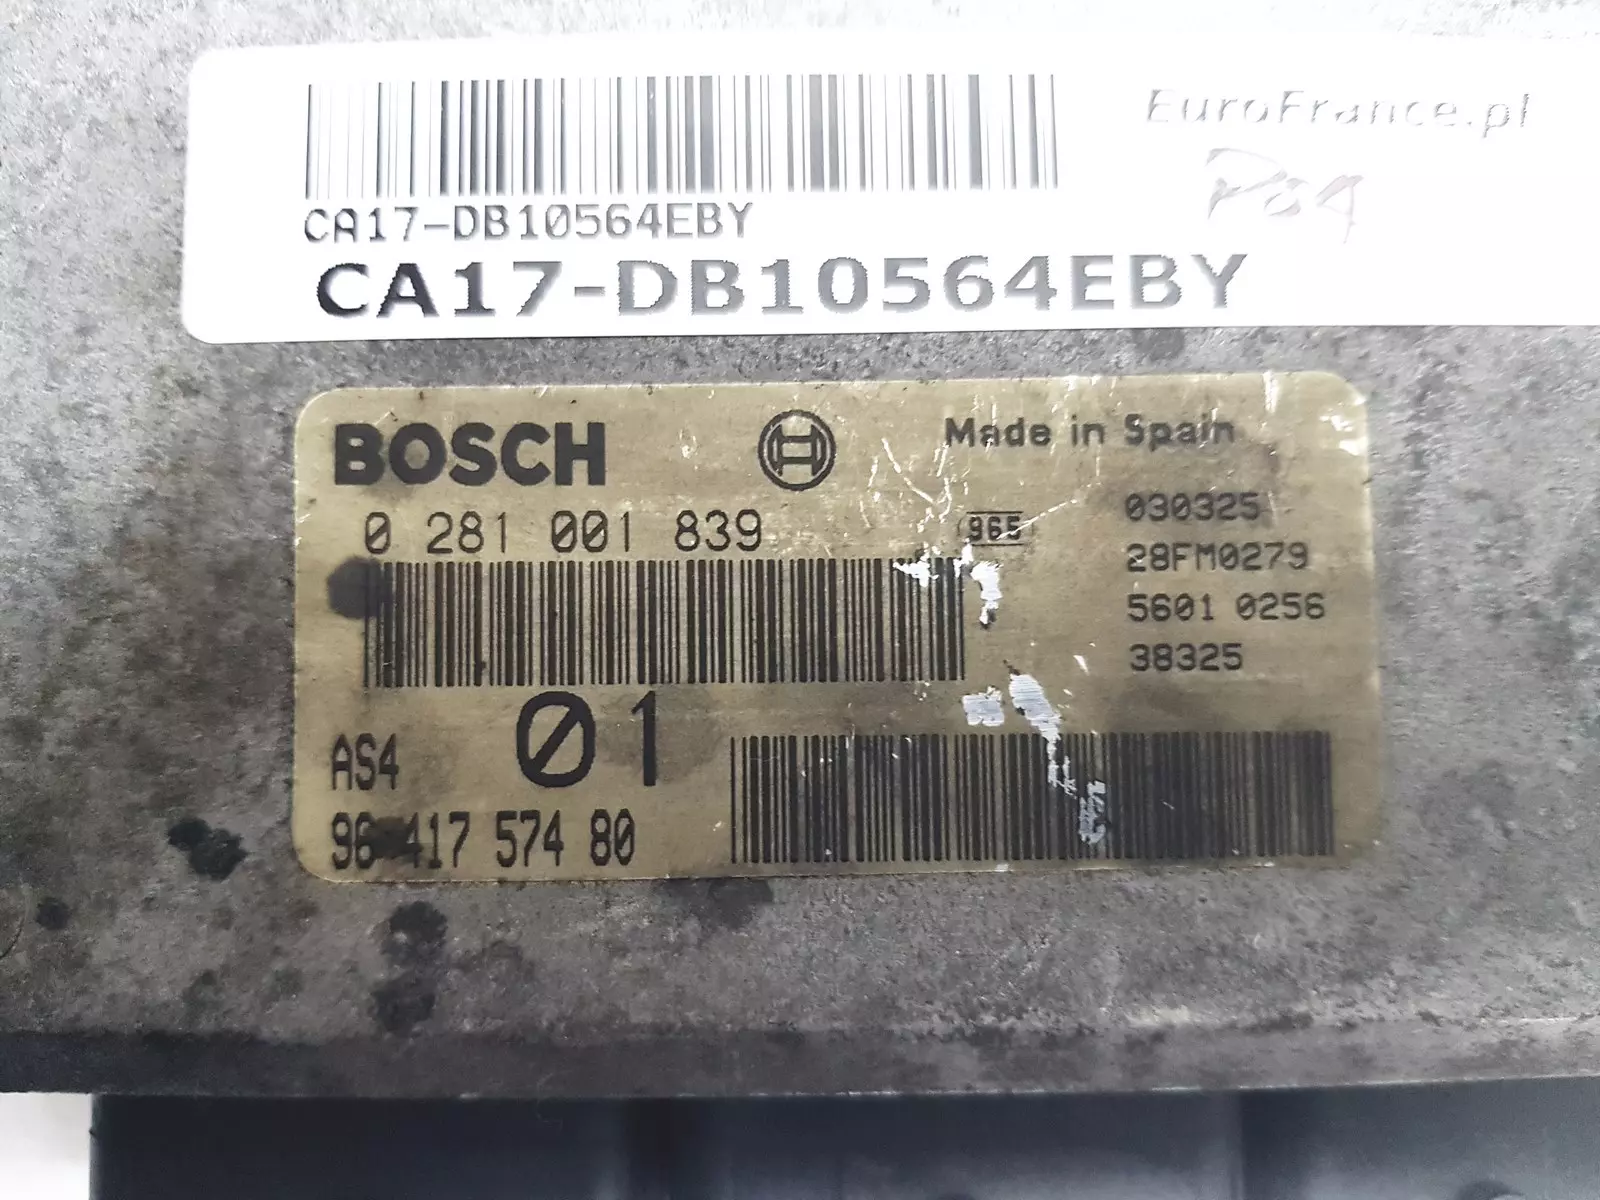 EuroFrance.pl
CA17-DB10564EBY
CA17-DB10564EBY
BOSCH
Made in Spain
0 281 001 839
965
030325
28FM0279
5601 0256
38325
AS4
01
96 417 574 80